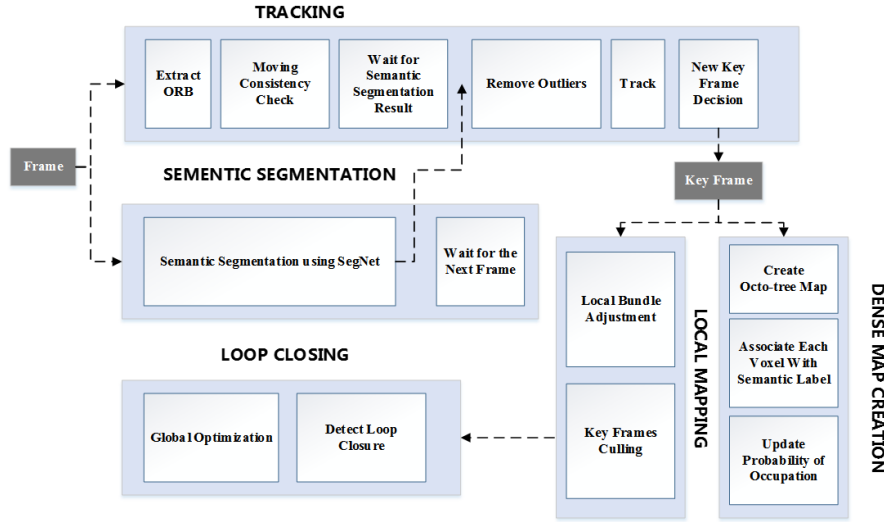 TRACKING
Extract
ORB
Moving
Consistency
Check
Wait for
Semantic
Segmentation
Result
Remove Outliers
Track
New Key
Frame
Decision
Frame
Key Frame
SEMENTIC SEGMENTATION
Semantic Segmentation using SegNet
Wait for the
Next Frame
LOCAL MAPPING
Local Bundle
Adjustment
Key Frames
Culling
DENSE MAP CREATION
Create
Octo-tree Map
Associate Each
Voxel With
Semantic Label
Update
Probability of
Occupation
LOOP CLOSING
Global Optimization
Detect Loop
Closure